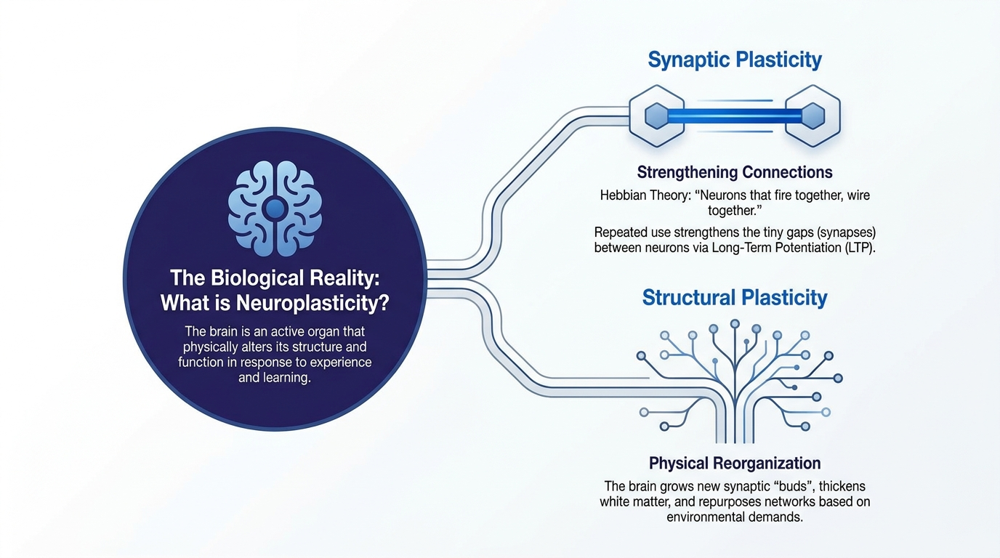 The Biological Reality:
What is Neuroplasticity?
The brain is an active organ that
physically alters its structure and
function in response to experience
and learning.
Synaptic Plasticity
Strengthening Connections
Hebbian Theory: “Neurons that fire together, wire
together.”
Repeated use strengthens the tiny gaps (synapses)
between neurons via Long-Term Potentiation (LTP).
Structural Plasticity
Physical Reorganization
The brain grows new synaptic “buds”, thickens
white matter, and repurposes networks based on
environmental demands.